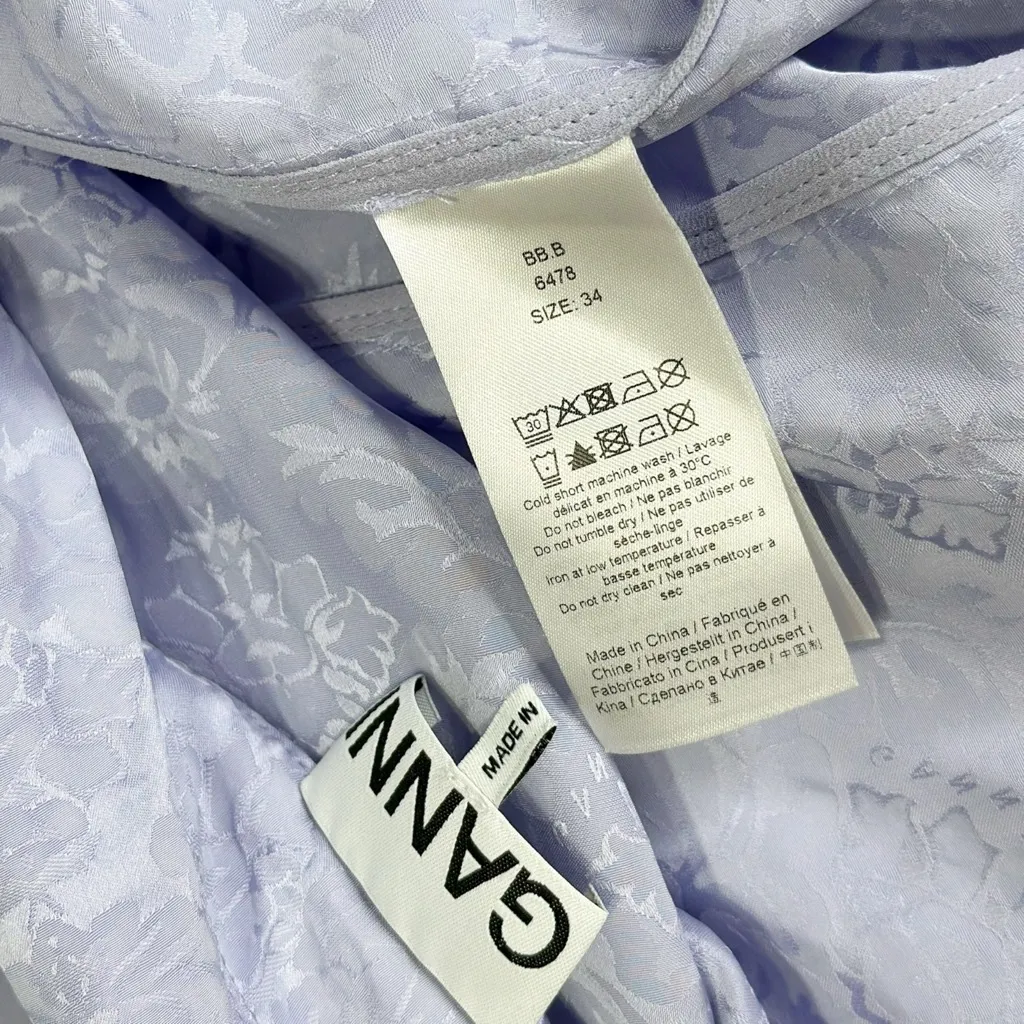 BB.B
6478
SIZE: 34
30
Cold short machine wash / Lavage
délicat en machine à 30°C
Do not bleach / Ne pas blanchir
Do not tumble dry / Ne pas utiliser de
sèche-linge
Iron at low temperature / Repasser à
basse température
Do not dry clean / Ne pas nettoyer à
sec
Made in China / Fabriqué en
Chine / Hergestellt in China /
Fabbricato in Cina / Produsert i
Kina / Сделано в Китае / 中国制
造
MADE IN
GANN